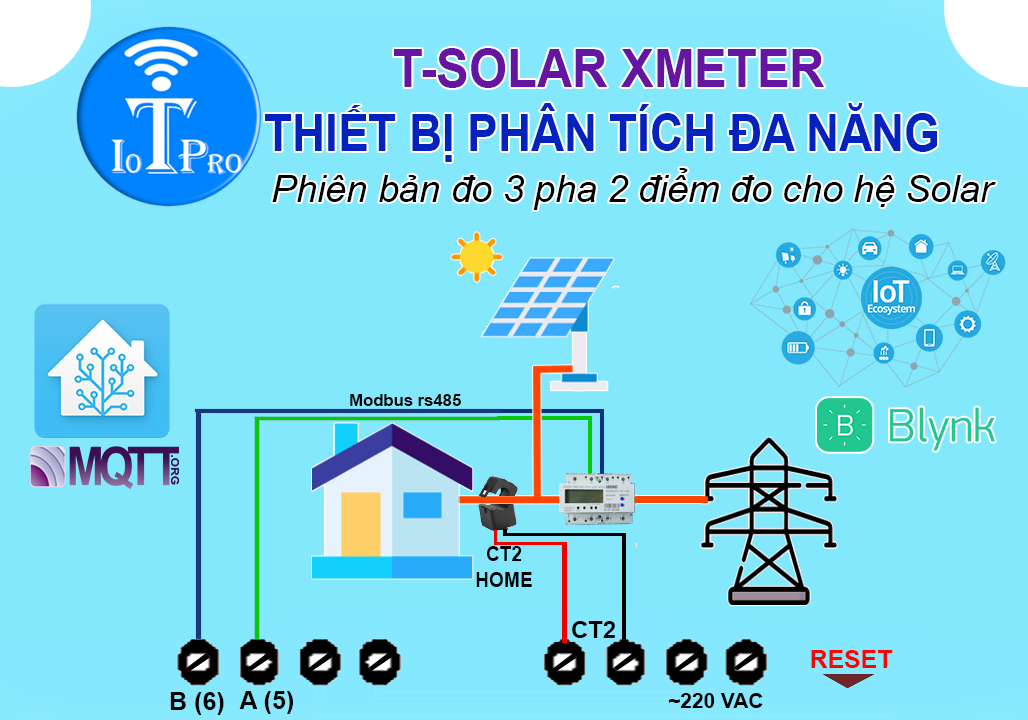 T-SOLAR XMETER
IoT Pro
THIẾT BỊ PHÂN TÍCH ĐA NĂNG
Phiên bản đo 3 pha 2 điểm đo cho hệ Solar
IoT
Ecosystem
Modbus rs485
B
Blynk
MQTT.ORG
CT2
HOME
CT2
RESET
B (6) A (5)
~220 VAC